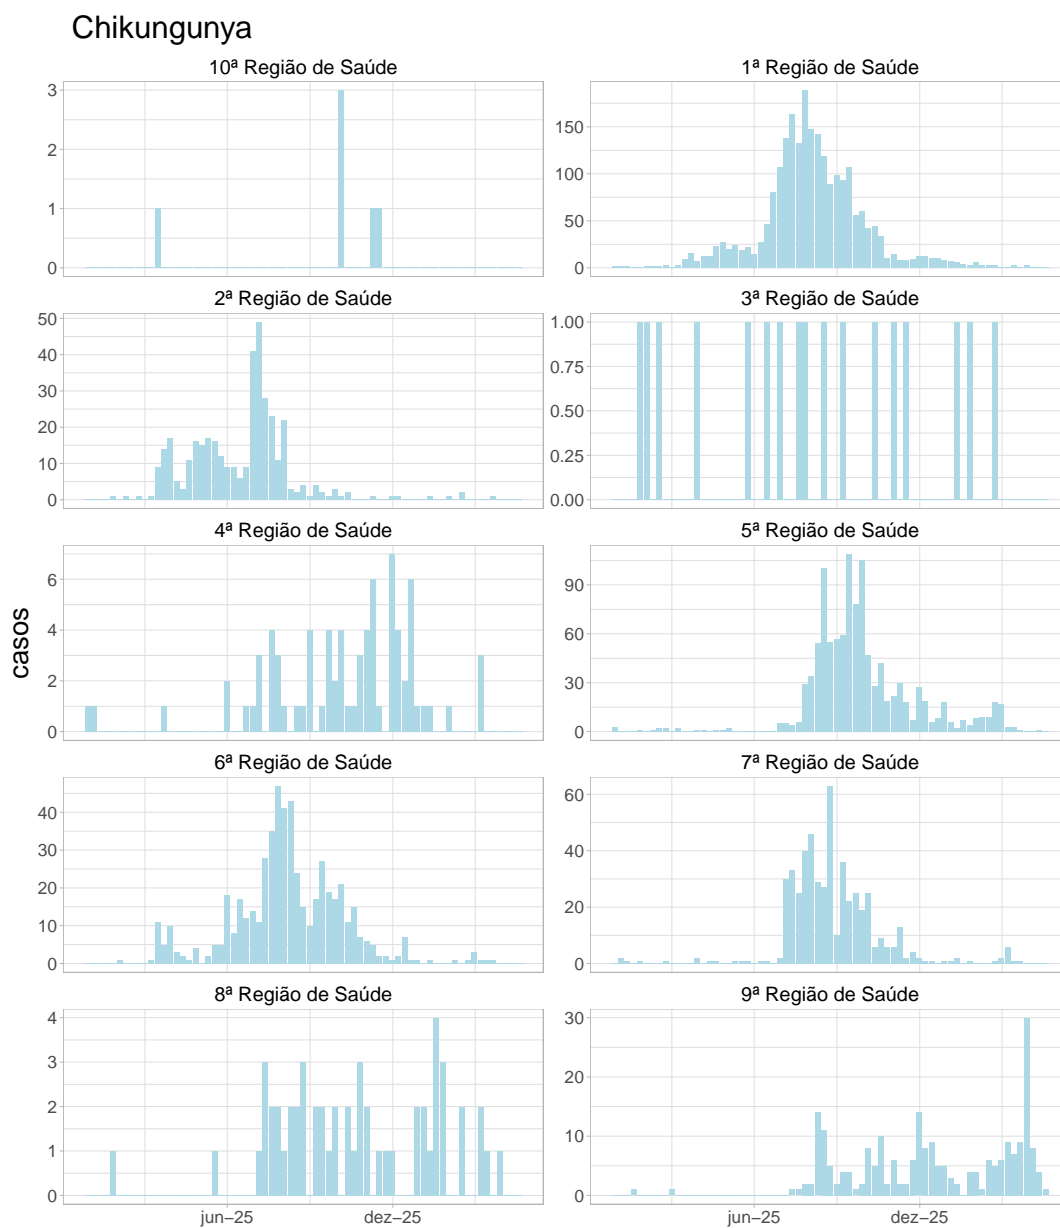 Chikungunya
10ª Região de Saúde
1ª Região de Saúde
3
2
1
0
150
100
50
0
2ª Região de Saúde
3ª Região de Saúde
50
40
30
20
10
0
1.00
0.75
0.50
0.25
0.00
4ª Região de Saúde
5ª Região de Saúde
6
4
2
0
90
60
30
0
casos
6ª Região de Saúde
7ª Região de Saúde
40
30
20
10
0
60
40
20
0
8ª Região de Saúde
9ª Região de Saúde
4
3
2
1
0
30
20
10
0
jun−25
dez−25
jun−25
dez−25